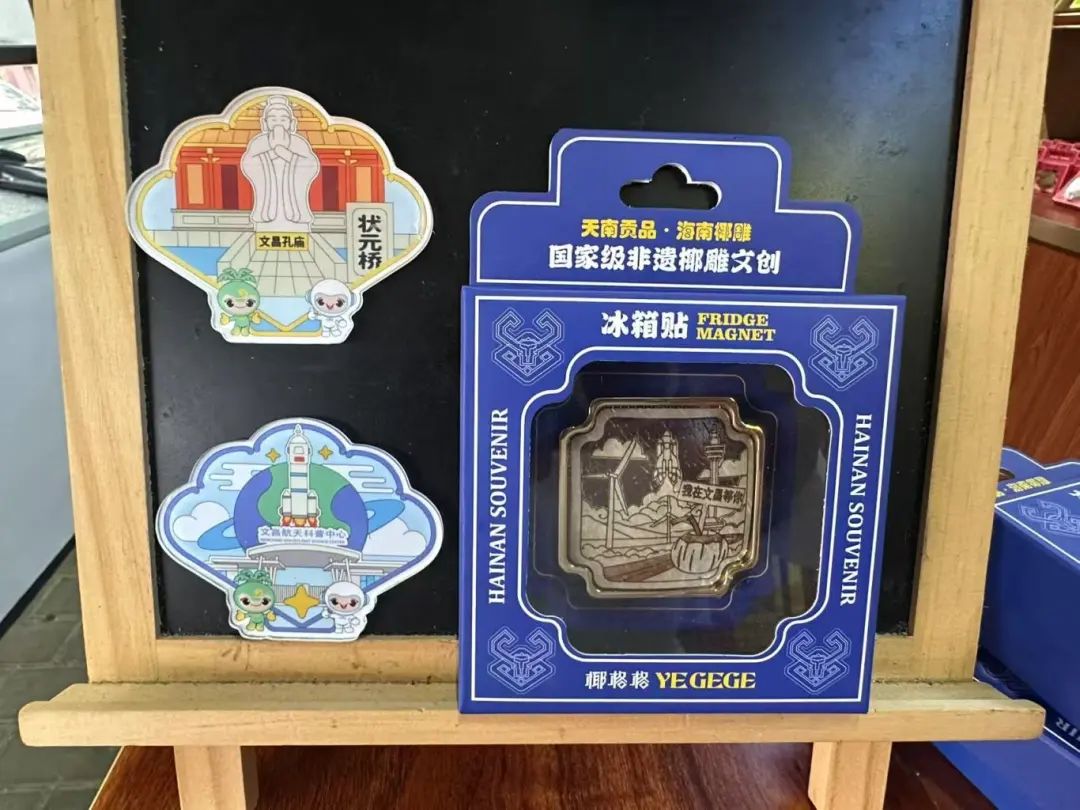 文昌孔庙
状元桥
文昌航天科普中心
天南贡品·海南椰雕
国家级非遗椰雕文创
冰箱贴 FRIDGE MAGNET
HAINAN SOUVENIR
HAINAN SOUVENIR
我在文昌等你
椰格格 YEGEGE